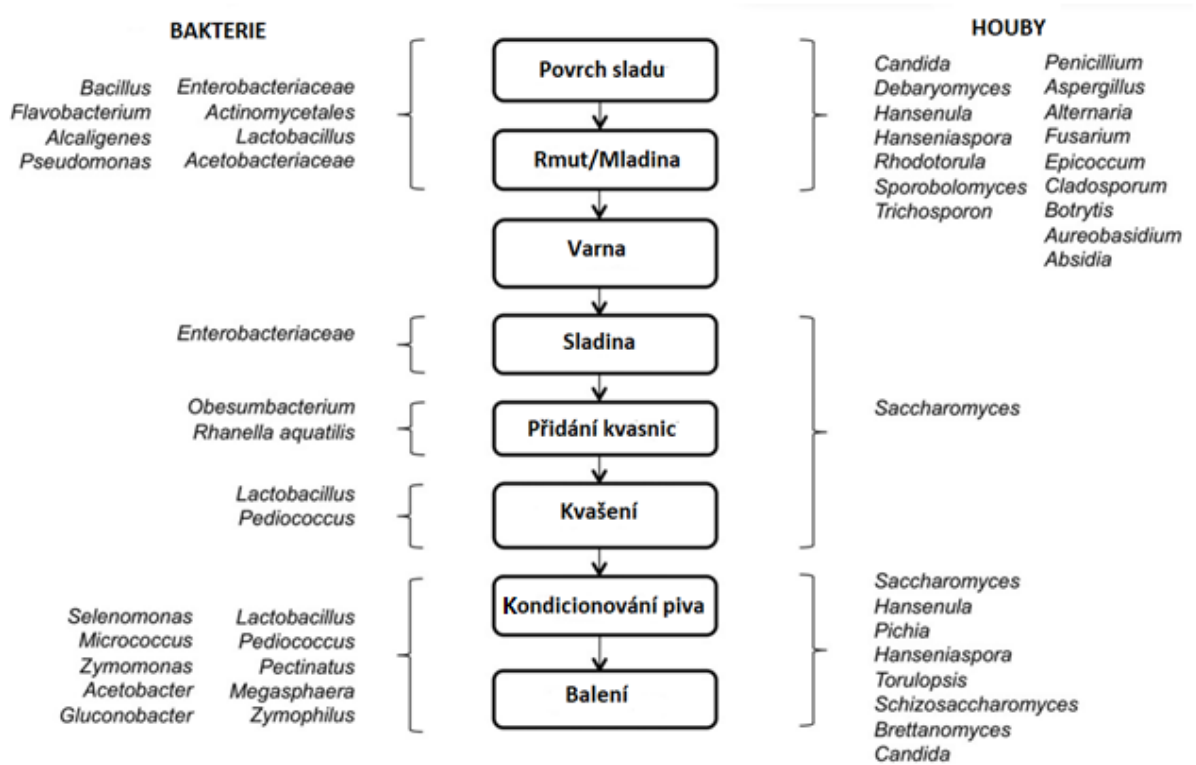 BAKTERIE
Bacillus
Flavobacterium
Alcaligenes
Pseudomonas
Enterobacteriaceae
Actinomycetales
Lactobacillus
Acetobacteriaceae
Enterobacteriaceae
Obesumbacterium
Rhanella aquatilis
Lactobacillus
Pediococcus
Selenomonas
Micrococcus
Zymomonas
Acetobacter
Gluconobacter
Lactobacillus
Pediococcus
Pectinatus
Megasphaera
Zymophilus
Povrch sladu
Rmut/Mladina
Varna
Sladina
Přidání kvasnic
Kvašení
Kondicionování piva
Balení
HOUBY
Candida
Debaryomyces
Hansenula
Hanseniaspora
Rhodotorula
Sporobolomyces
Trichosporon
Penicillium
Aspergillus
Alternaria
Fusarium
Epicoccum
Cladosporum
Botrytis
Aureobasidium
Absidia
Saccharomyces
Saccharomyces
Hansenula
Pichia
Hanseniaspora
Torulopsis
Schizosaccharomyces
Brettanomyces
Candida